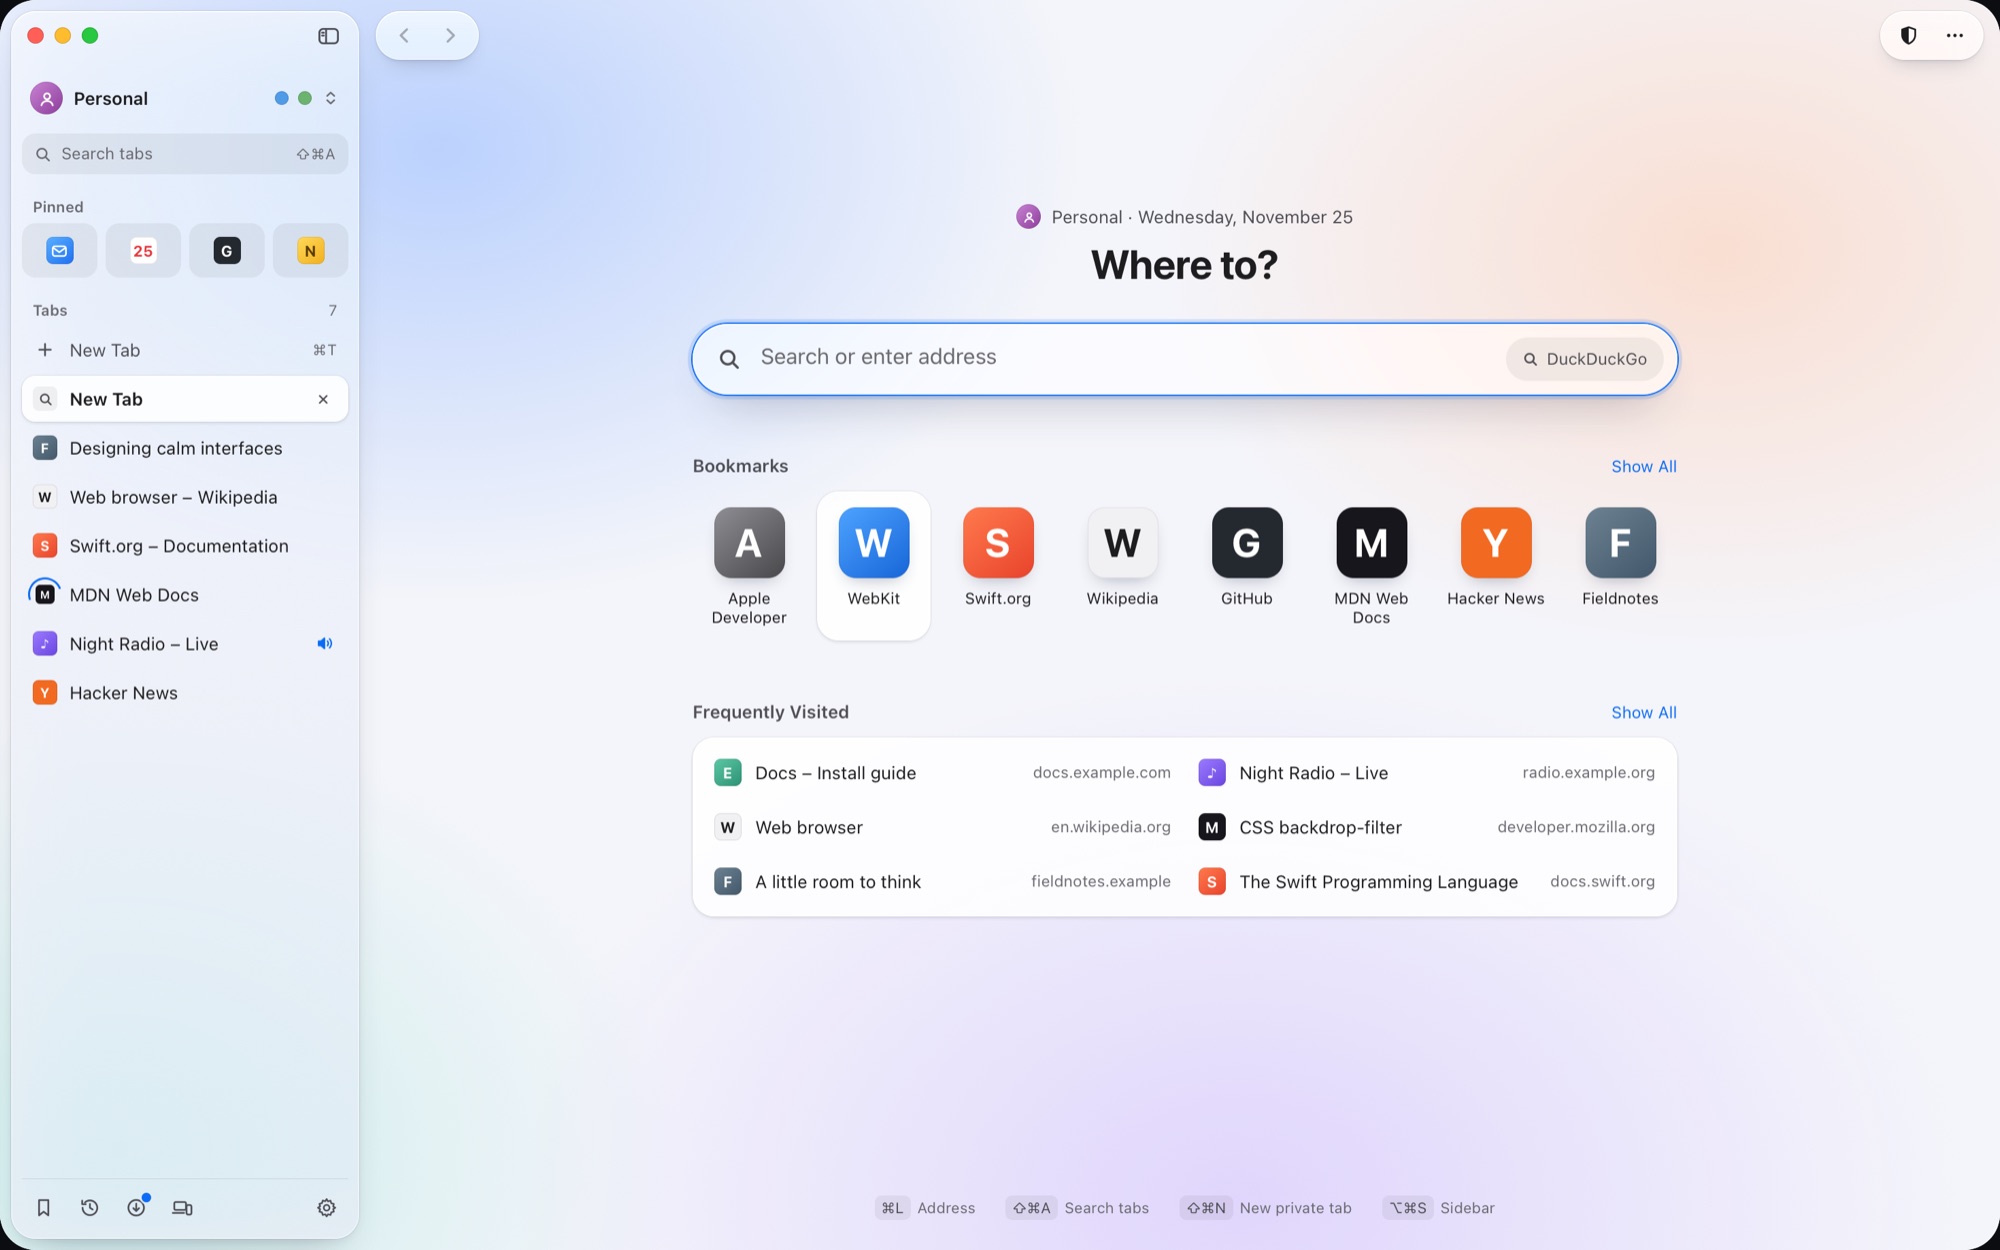 Personal
Search tabs ⇧⌘A
Pinned
25 G N
Tabs 7
New Tab ⌘T
New Tab
F Designing calm interfaces
W Web browser – Wikipedia
S Swift.org – Documentation
M MDN Web Docs
♪ Night Radio – Live
Y Hacker News
Personal · Wednesday, November 25
Where to?
Search or enter address DuckDuckGo
Bookmarks Show All
A W S W G M Y F
Apple Developer WebKit Swift.org Wikipedia GitHub MDN Web Docs Hacker News Fieldnotes
Frequently Visited Show All
E Docs – Install guide docs.example.com ♪ Night Radio – Live radio.example.org
W Web browser en.wikipedia.org M CSS backdrop-filter developer.mozilla.org
F A little room to think fieldnotes.example S The Swift Programming Language docs.swift.org
⌘L Address ⇧⌘A Search tabs ⇧⌘N New private tab ⌥⌘S Sidebar